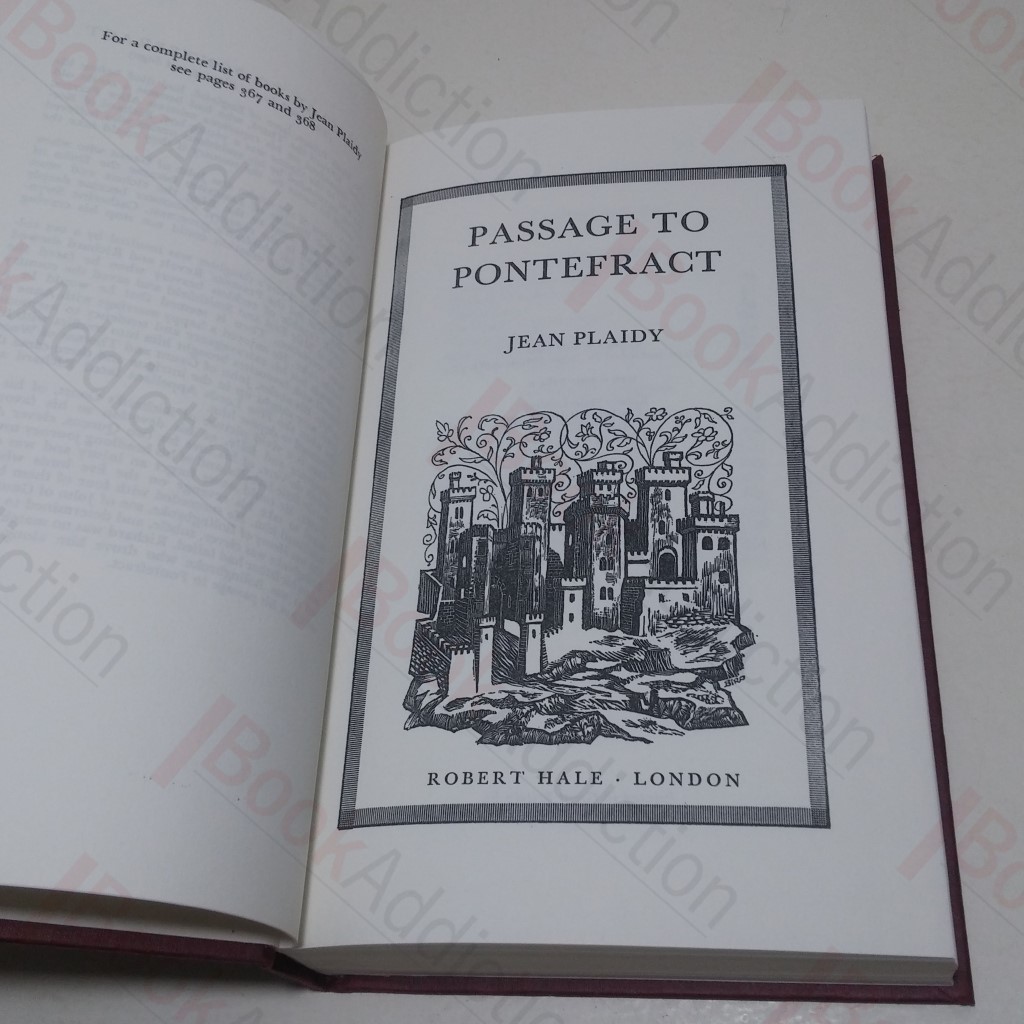 For a complete list of books by Jean Plaidy
see pages 367 and 368
PASSAGE TO
PONTEFRACT
JEAN PLAIDY
ROBERT HALE · LONDON
BookAddiction